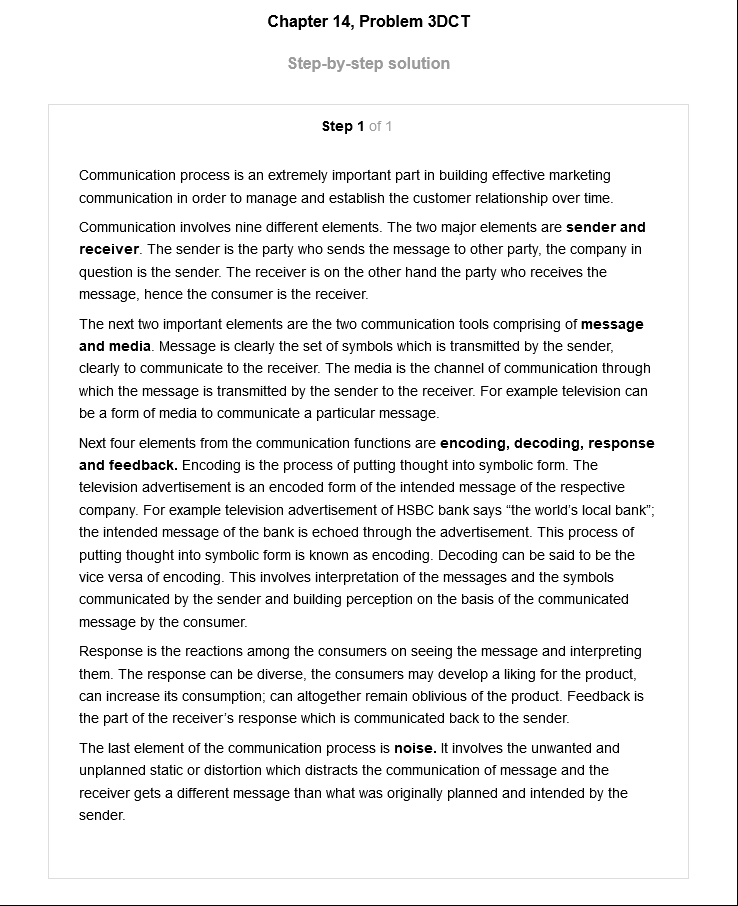 Chapter 14, Problem 3DCT
Step-by-step solution
Step 1 of 1
Communication process is an extremely important part in building effective marketing
communication in order to manage and establish the customer relationship over time.
Communication involves nine different elements. The two major elements are sender and
receiver. The sender is the party who sends the message to other party, the company in
question is the sender. The receiver is on the other hand the party who receives the
message, hence the consumer is the receiver.
The next two important elements are the two communication tools comprising of message
and media. Message is clearly the set of symbols which is transmitted by the sender,
clearly to communicate to the receiver. The media is the channel of communication through
which the message is transmitted by the sender to the receiver. For example television can
be a form of media to communicate a particular message.
Next four elements from the communication functions are encoding, decoding, response
and feedback. Encoding is the process of putting thought into symbolic form. The
television advertisement is an encoded form of the intended message of the respective
company. For example television advertisement of HSBC bank says “the world’s local bank”;
the intended message of the bank is echoed through the advertisement. This process of
putting thought into symbolic form is known as encoding. Decoding can be said to be the
vice versa of encoding. This involves interpretation of the messages and the symbols
communicated by the sender and building perception on the basis of the communicated
message by the consumer.
Response is the reactions among the consumers on seeing the message and interpreting
them. The response can be diverse, the consumers may develop a liking for the product,
can increase its consumption; can altogether remain oblivious of the product. Feedback is
the part of the receiver’s response which is communicated back to the sender.
The last element of the communication process is noise. It involves the unwanted and
unplanned static or distortion which distracts the communication of message and the
receiver gets a different message than what was originally planned and intended by the
sender.